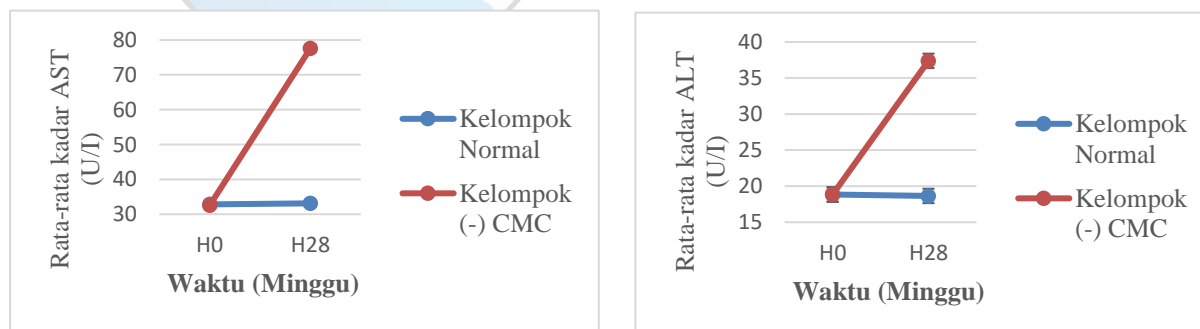 Rata-rata kadar AST
(U/I)
80
70
60
50
40
30
H0
H28
Waktu (Minggu)
Kelompok
Normal
Kelompok
(-) CMC
Rata-rata kadar ALT
(U/I)
40
35
30
25
20
15
H0
H28
Waktu (Minggu)
Kelompok
Normal
Kelompok
(-) CMC